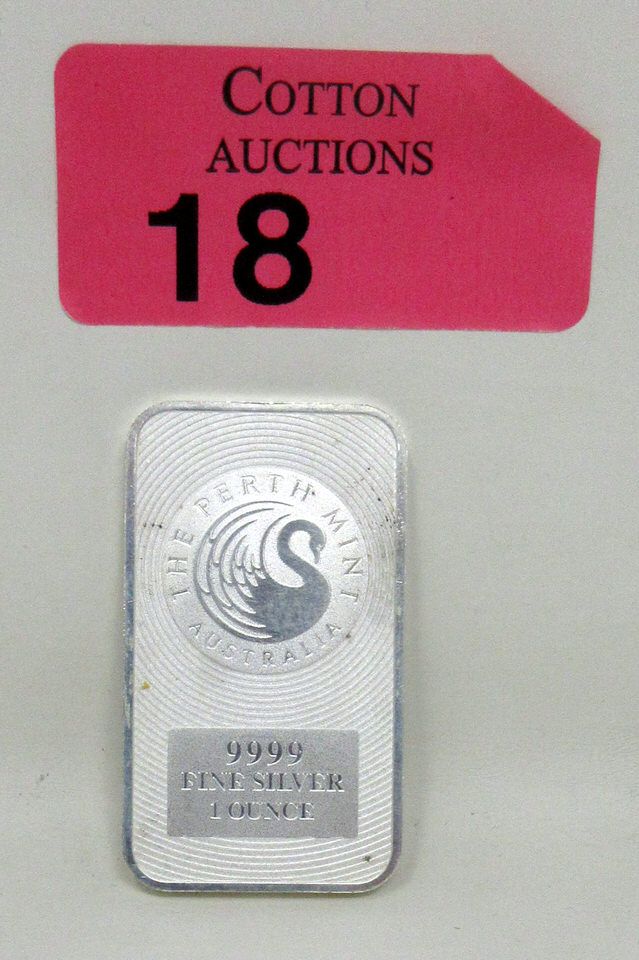 COTTON
AUCTIONS
18
THE PERTH MINT
AUSTRALIA
9999
FINE SILVER
1 OUNCE